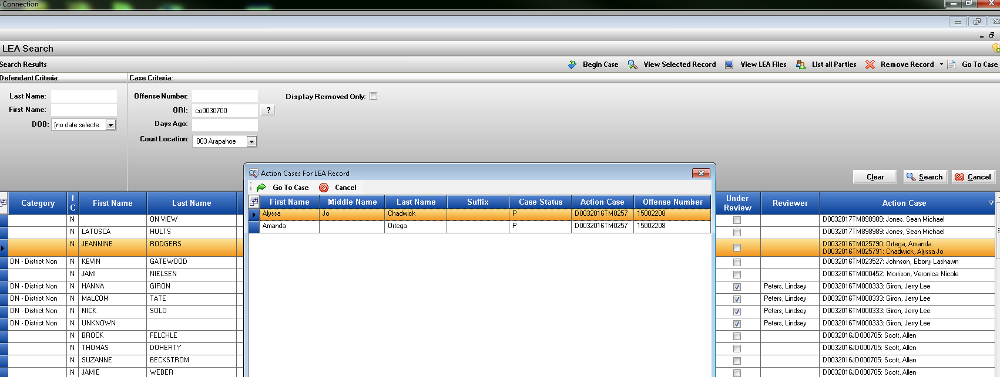 Connection
LEA Search
Search Results
Begin Case View Selected Record View LEA Files List all Parties Remove Record Go To Case
Defendant Criteria: Case Criteria:
Last Name: Offense Number: Display Removed Only:
First Name: ORI: co0030700 ?
DOB: [no date selecte Days Ago:
Court Location: 003 Arapahoe
Clear Search Cancel
Action Cases For LEA Record
Go To Case Cancel
First Name Middle Name Last Name Suffix Case Status Action Case Offense Number
Alyssa Jo Chadwick P D0032016TM0257 15002208
Amanda Ortega P D0032016TM0257 15002208
Category I C First Name Last Name Under Review Reviewer Action Case
N ON VIEW D0032017TM898989: Jones, Sean Michael
N LATOSCA HULTS D0032017TM898989: Jones, Sean Michael
N JEANNINE RODGERS D0032016TM025790: Ortega, Amanda
D0032016TM025791: Chadwick, Alyssa Jo
DN - District Non N KEVIN GATEWOOD D0032016TM023527: Johnson, Ebony Lashawn
N JAMI NIELSEN D0032016TM000452: Morrison, Veronica Nicole
DN - District Non N HANNA GIRON Peters, Lindsey D0032016TM000333: Giron, Jerry Lee
DN - District Non N MALCOM TATE Peters, Lindsey D0032016TM000333: Giron, Jerry Lee
DN - District Non N NICK SOLO Peters, Lindsey D0032016TM000333: Giron, Jerry Lee
DN - District Non N UNKNOWN Peters, Lindsey D0032016TM000333: Giron, Jerry Lee
N BROCK FELCHLE D0032016JD000705: Scott, Allen
N THOMAS DOHERTY D0032016JD000705: Scott, Allen
N SUZANNE BECKSTROM D0032016JD000705: Scott, Allen
N JAMIE WEBER D0032016JD000705: Scott, Allen